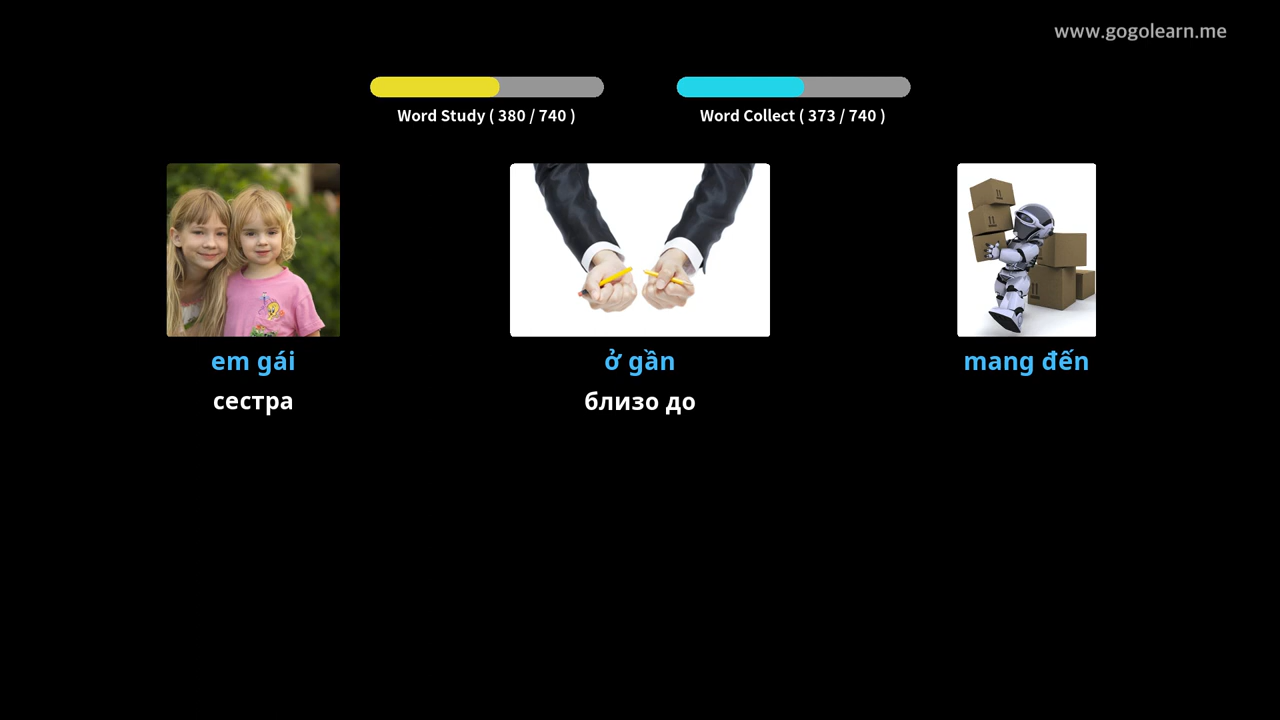 www.gogolearn.me
Word Study ( 380 / 740 )
Word Collect ( 373 / 740 )
em gái
ở gần
mang đến
сестра
близо до